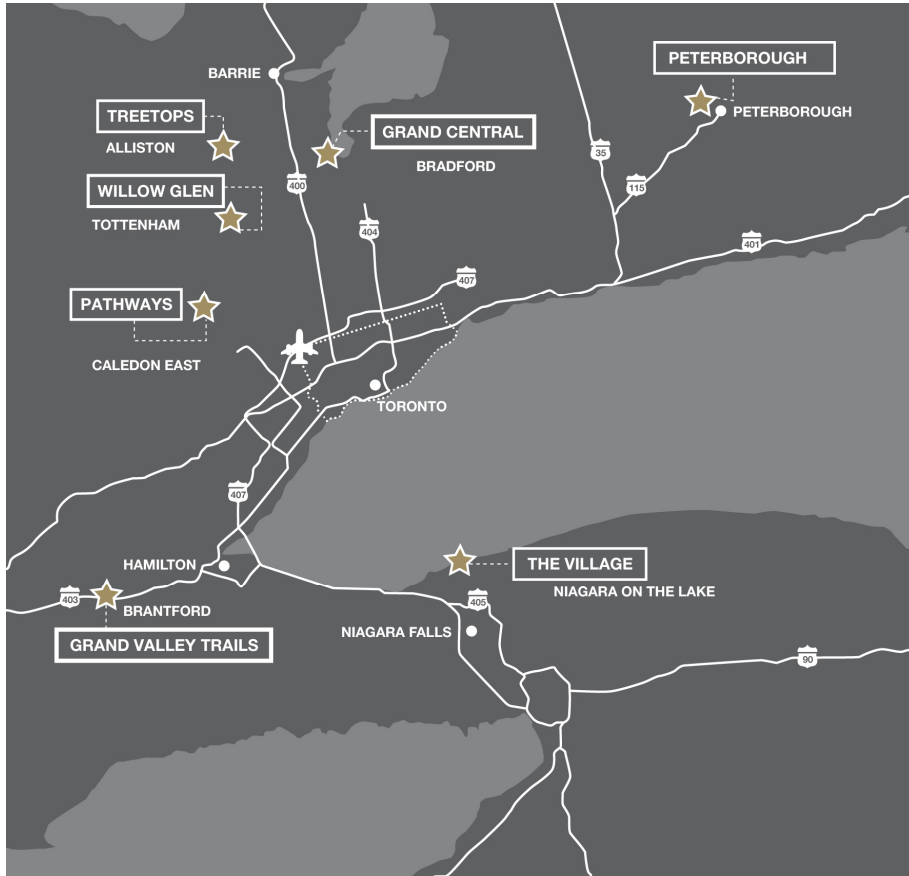 PETERBOROUGH
BARRIE
PETERBOROUGH
TREETOPS
ALLISTON
GRAND CENTRAL
BRADFORD
35
115
400
WILLOW GLEN
TOTTENHAM
404
401
407
PATHWAYS
CALEDON EAST
TORONTO
407
HAMILTON
THE VILLAGE
NIAGARA ON THE LAKE
403
BRANTFORD
405
GRAND VALLEY TRAILS
NIAGARA FALLS
90